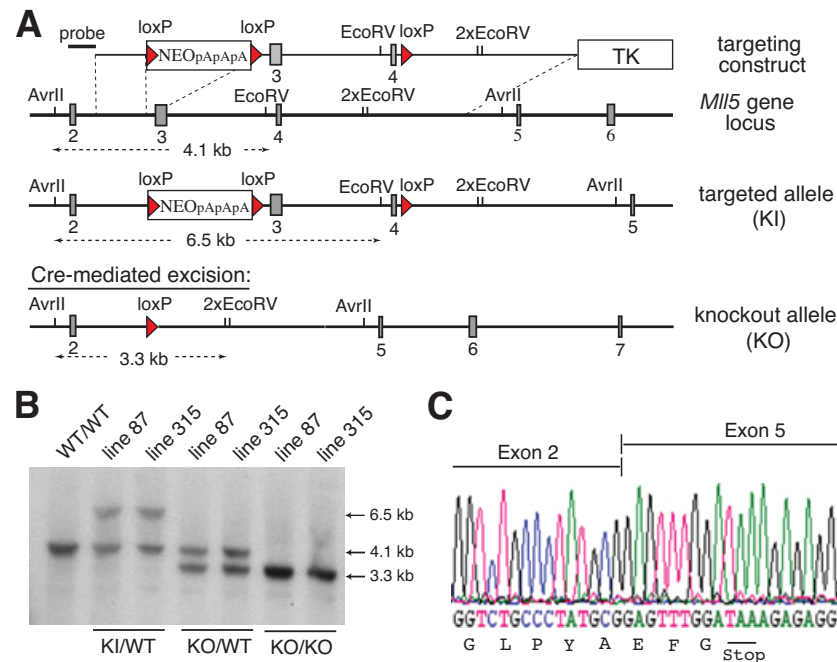 A
probe loxP loxP EcoRV loxP 2xEcoRV
NEOpApApA TK
3 4
targeting construct
AvrII EcoRV 2xEcoRV AvrII
2 3 4 5 6
Mll5 gene locus
4.1 kb
AvrII loxP loxP EcoRV loxP 2xEcoRV AvrII
NEOpApApA
2 3 4 5
targeted allele (KI)
6.5 kb
Cre-mediated excision:
AvrII loxP 2xEcoRV AvrII
2 5 6 7
knockout allele (KO)
3.3 kb
B
WT/WT line 87 line 315 line 87 line 315 line 87 line 315
6.5 kb
4.1 kb
3.3 kb
KI/WT KO/WT KO/KO
C
Exon 2 Exon 5
GGTCTGCCCTATGCGGAGTTTGGATAAAGAGAGG
G L P Y A E F G Stop